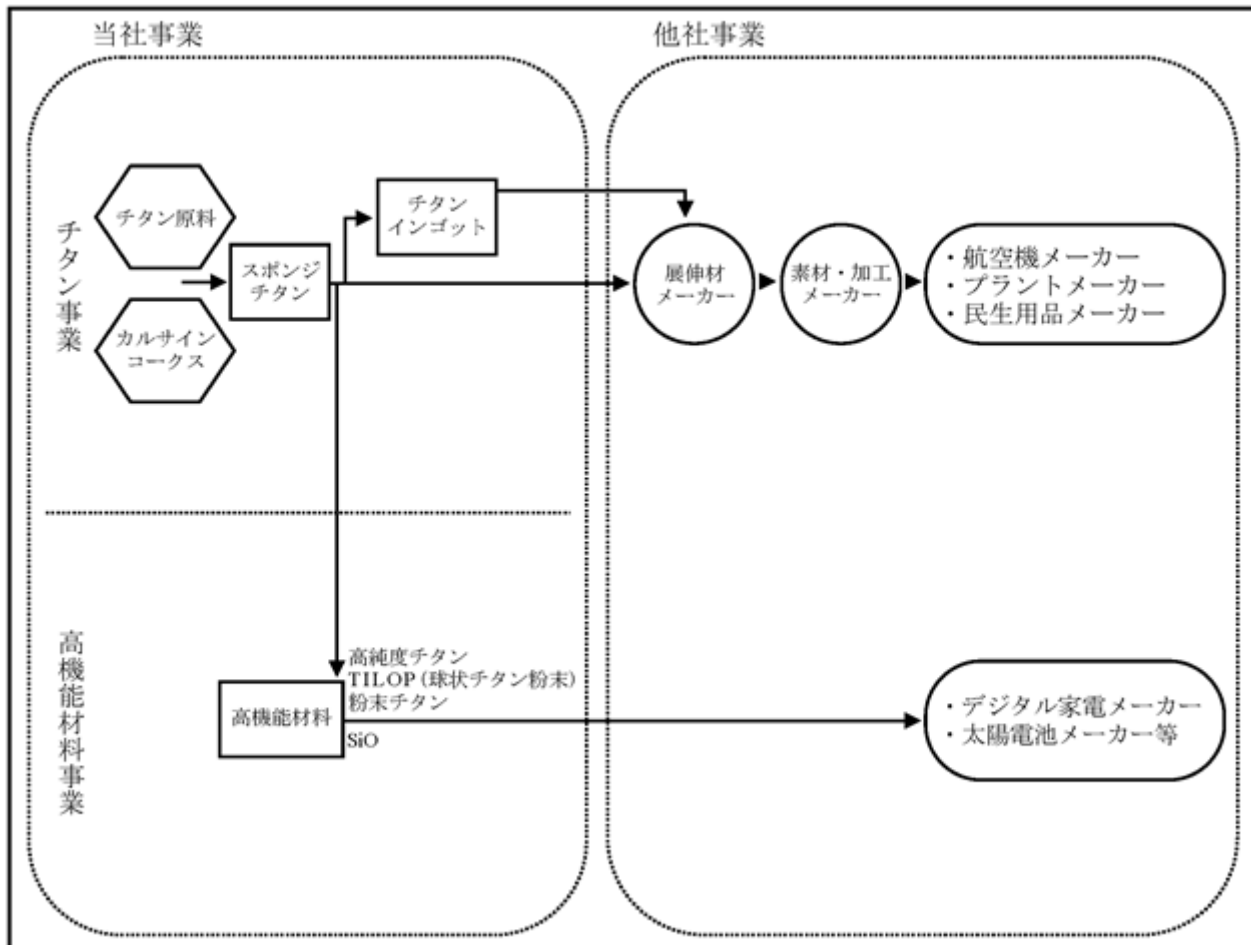 当社事業
他社事業
チタン事業
チタン原料
カルサイン
コークス
スポンジ
チタン
チタン
インゴット
展伸材
メーカー
素材・加工
メーカー
・航空機メーカー
・プラントメーカー
・民生用品メーカー
高機能材料事業
高機能材料
高純度チタン
TILOP(球状チタン粉末)
粉末チタン
SiO
・デジタル家電メーカー
・太陽電池メーカー等